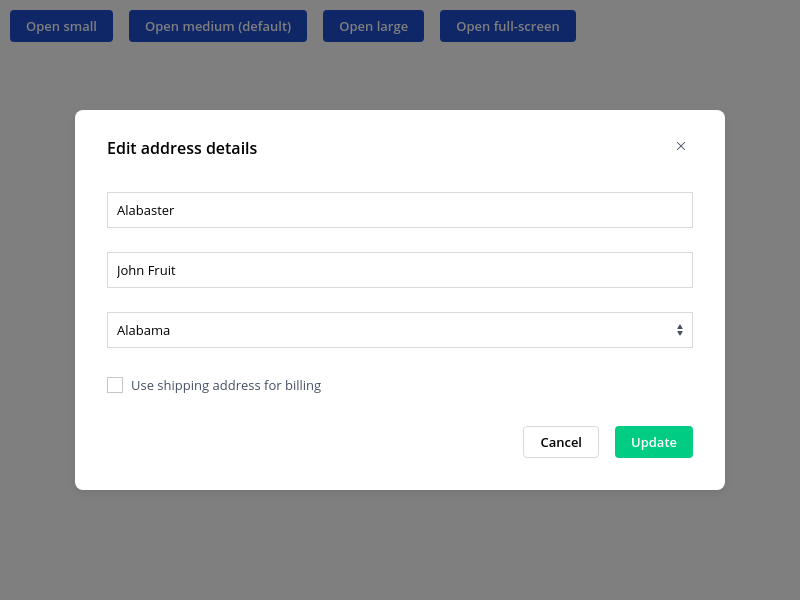 Open small Open medium (default) Open large Open full-screen
Edit address details
Alabaster
John Fruit
Alabama
Use shipping address for billing
Cancel Update